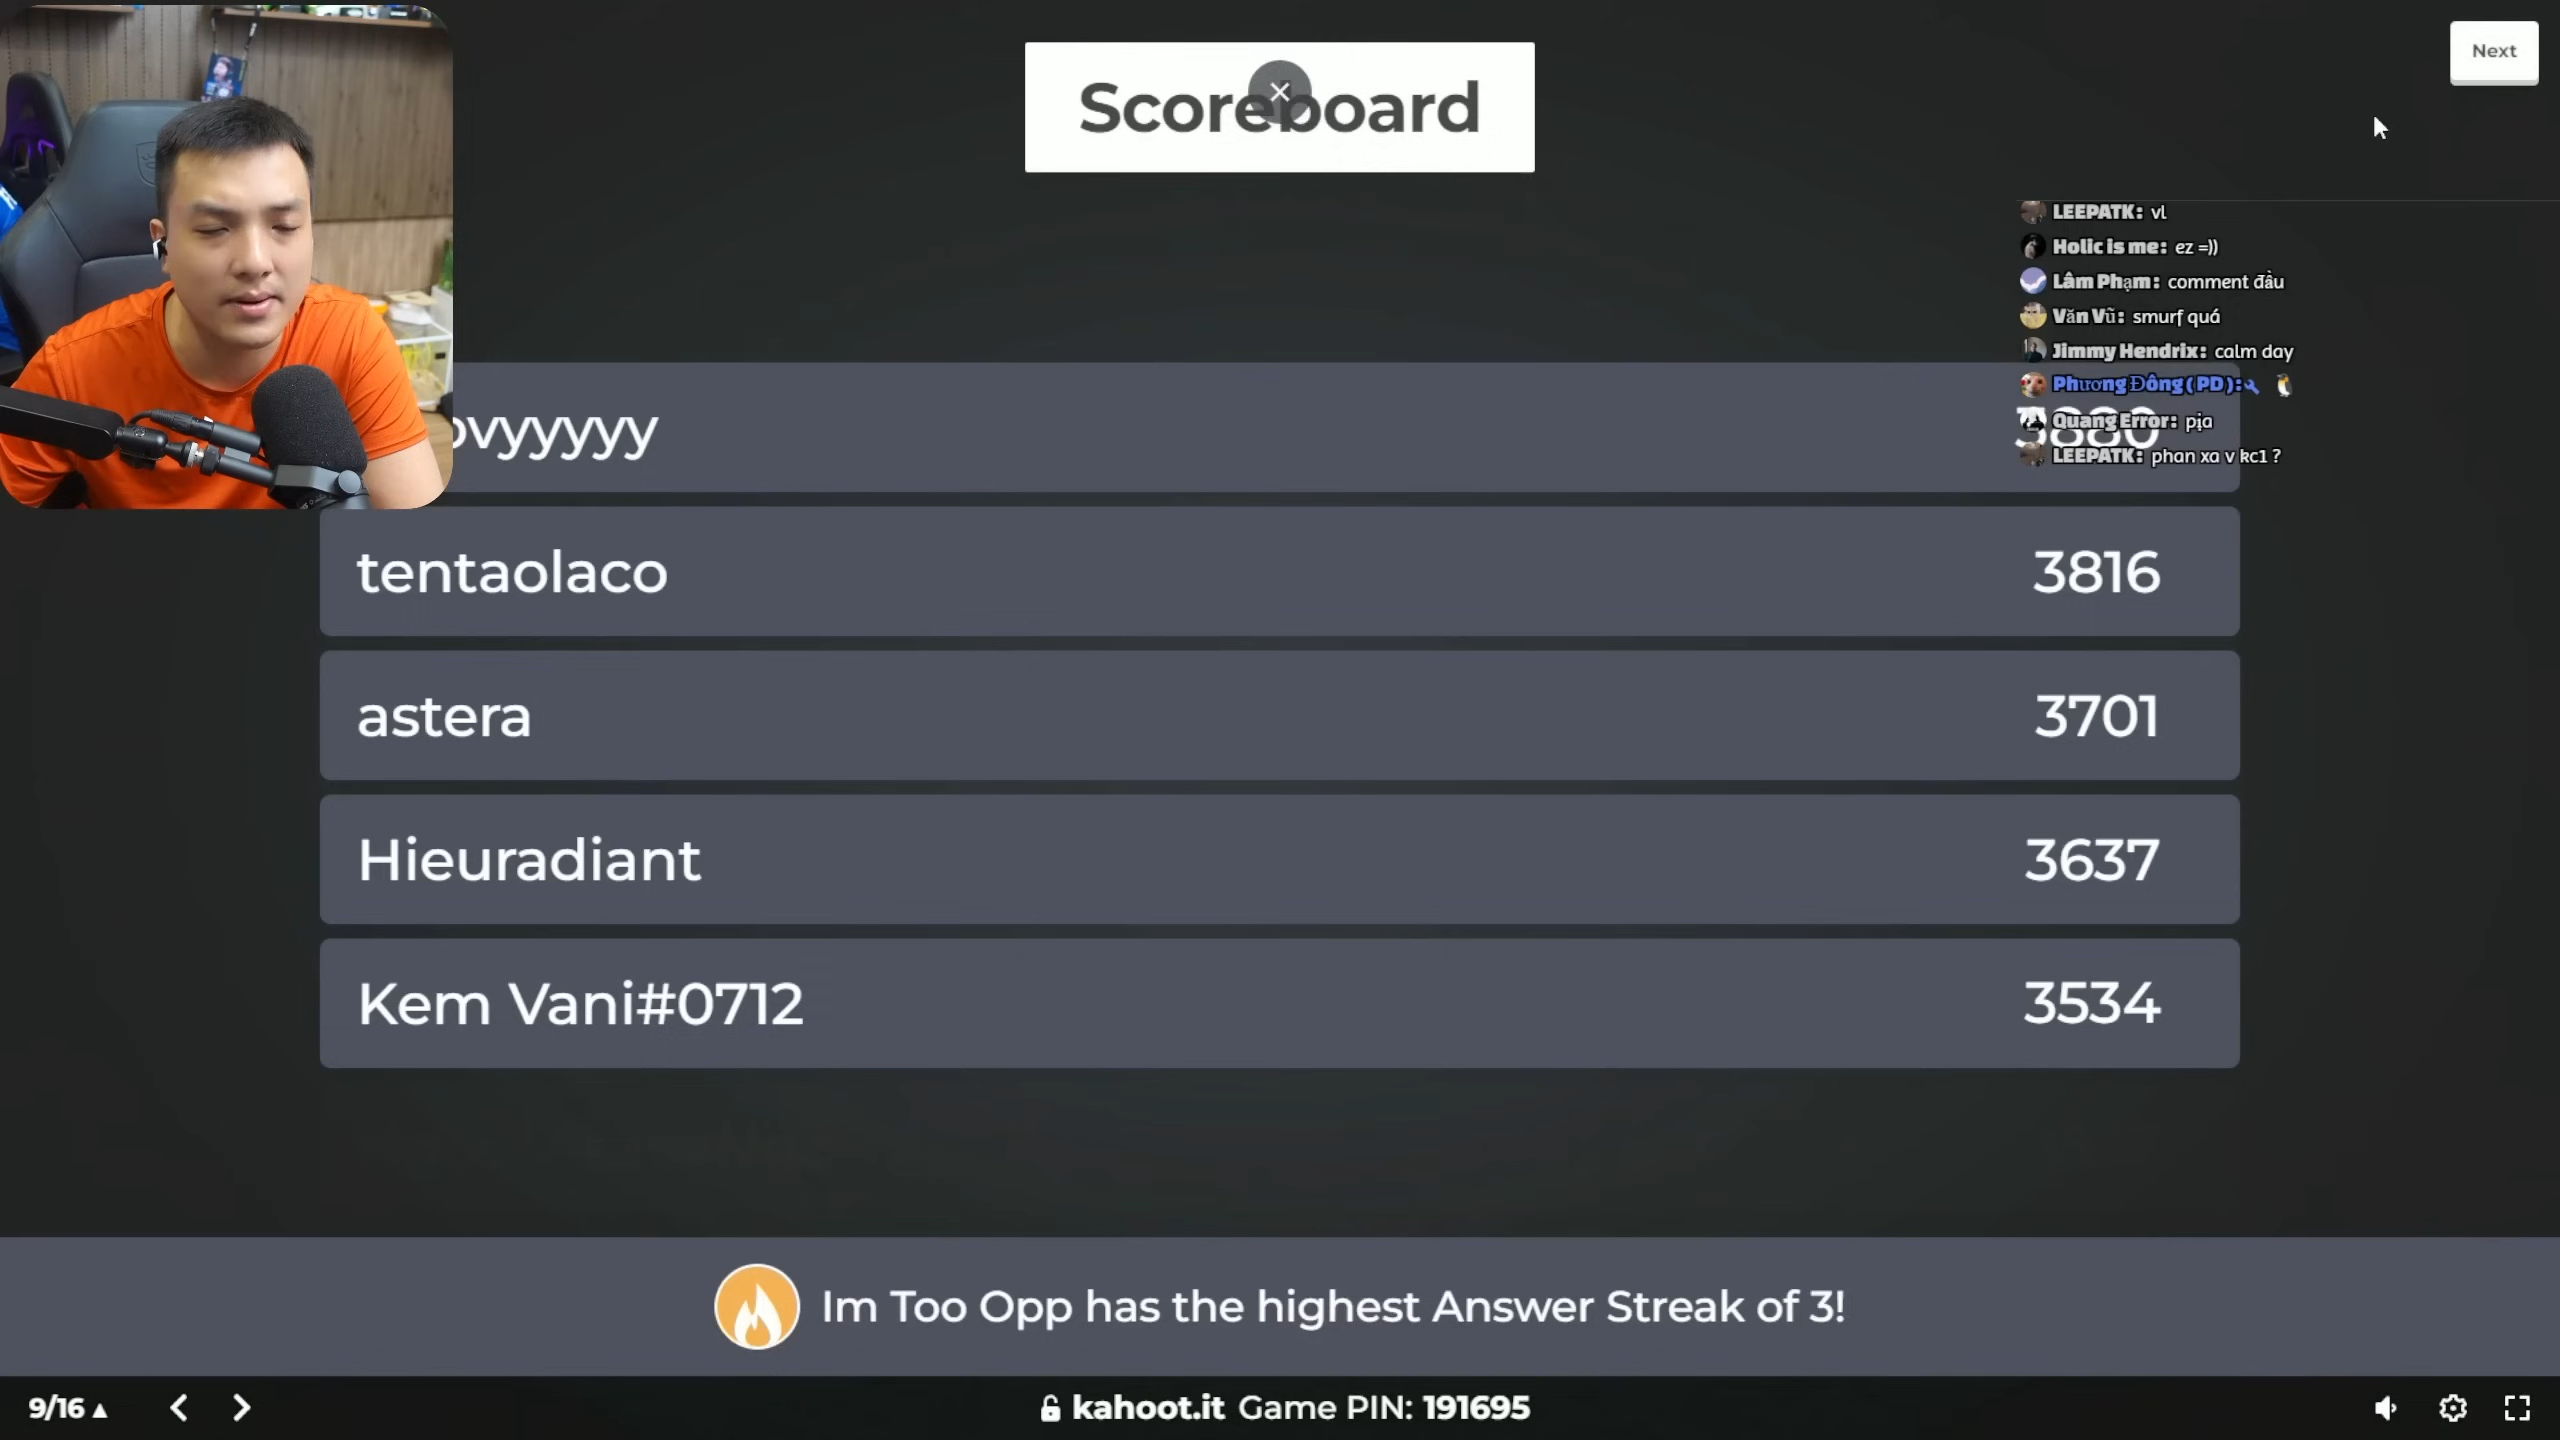 Scoreboard
Next
LEEPATK: vl
Holic is me: ez =))
Lâm Phạm: comment đầu
Văn Vũ: smurf quá
Jimmy Hendrix: calm day
Phương Đông (PD):
Quang Error: pịa
LEEPATK: phan xa v kc1 ?
ovyyyyy 3880
tentaolaco 3816
astera 3701
Hieuradiant 3637
Kem Vani#0712 3534
Im Too Opp has the highest Answer Streak of 3!
9/16
kahoot.it Game PIN: 191695